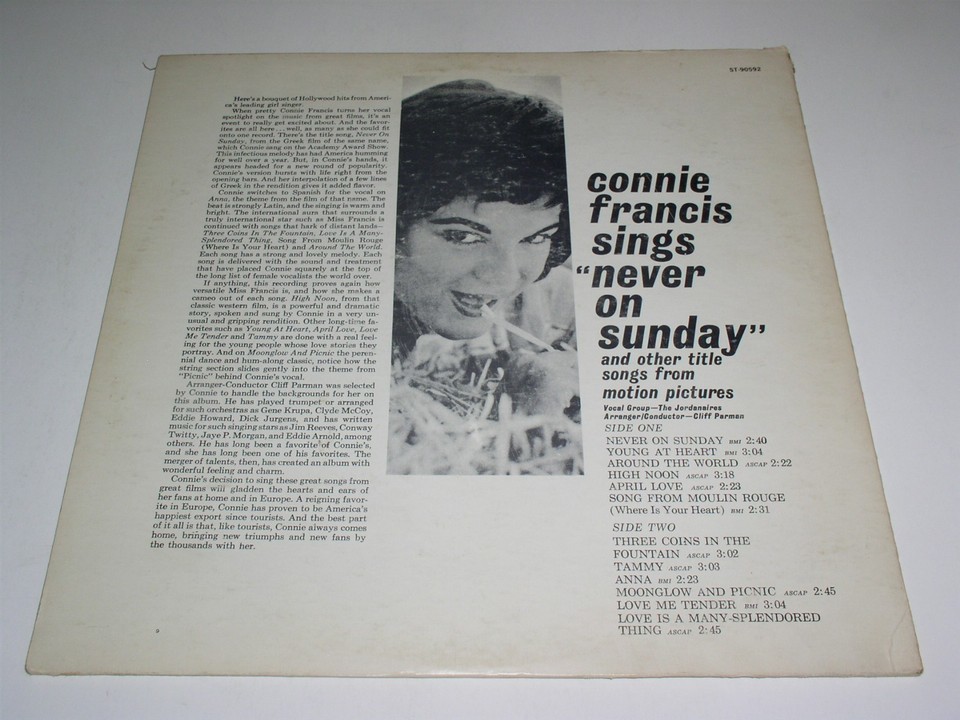 ST-90592
Here's a bouquet of Hollywood hits from Ameri-
ca's leading girl singer.
When pretty Connie Francis turns her vocal
spotlight on the music from great films, it's an
event to really get excited about. And the favor-
ites are all here . . . well, as many as she could fit
onto one record. There's the title song, Never On
Sunday, from the Greek film of the same name,
which Connie sang on the Academy Award Show.
This infectious melody has had America humming
for well over a year. But, in Connie's hands, it
appears headed for a new round of popularity.
Connie's version bursts with life right from the
opening bars. And her interpolation of a few lines
of Greek in the rendition gives it added flavor.
Connie switches to Spanish for the vocal on
Anna, the theme from the film of that name. The
beat is strongly Latin, and the singing is warm and
bright. The international aura that surrounds a
truly international star such as Miss Francis is
continued with songs that hark of distant lands—
Three Coins In The Fountain, Love Is A Many-
Splendored Thing, Song From Moulin Rouge
(Where Is Your Heart) and Around The World.
Each song has a strong and lovely melody. Each
song is delivered with the sound and treatment
that have placed Connie squarely at the top of
the long list of female vocalists the world over.
If anything, this recording proves again how
versatile Miss Francis is, and how she makes a
cameo out of each song. High Noon, from that
classic western film, is a powerful and dramatic
story, spoken and sung by Connie in a very un-
usual and gripping rendition. Other long-time fa-
vorites such as Young At Heart, April Love, Love
Me Tender and Tammy are done with a real feel-
ing for the young people whose love stories they
portray. And on Moonglow And Picnic the peren-
nial dance and hum-along classic, notice how the
string section slides gently into the theme from
"Picnic" behind Connie's vocal.
Arranger-Conductor Cliff Parman was selected
by Connie to handle the backgrounds for her on
this album. He has played trumpet or arranged
for such orchestras as Gene Krupa, Clyde McCoy,
Eddie Howard, Dick Jurgens, and has written
music for such singing stars as Jim Reeves, Conway
Twitty, Jaye P. Morgan, and Eddie Arnold, among
others. He has long been a favorite of Connie's,
and she has long been one of his favorites. The
merger of talents, then, has created an album with
wonderful feeling and charm.
Connie's decision to sing these great songs from
great films will gladden the hearts and ears of
her fans at home and in Europe. A reigning favor-
ite in Europe, Connie has proven to be America's
happiest export since tourists. And the best part
of it all is that, like tourists, Connie always comes
home, bringing new triumphs and new fans by
the thousands with her.
connie
francis
sings
"never
on
sunday"
and other title
songs from
motion pictures
Vocal Group—The Jordanaires
Arranger/Conductor—Cliff Parman
SIDE ONE
NEVER ON SUNDAY BMI 2:40
YOUNG AT HEART BMI 3:04
AROUND THE WORLD ASCAP 2:22
HIGH NOON ASCAP 3:18
APRIL LOVE ASCAP 2:23
SONG FROM MOULIN ROUGE
(Where Is Your Heart) BMI 2:31
SIDE TWO
THREE COINS IN THE
FOUNTAIN ASCAP 3:02
TAMMY ASCAP 3:03
ANNA BMI 2:23
MOONGLOW AND PICNIC ASCAP 2:45
LOVE ME TENDER BMI 3:04
LOVE IS A MANY-SPLENDORED
THING ASCAP 2:45